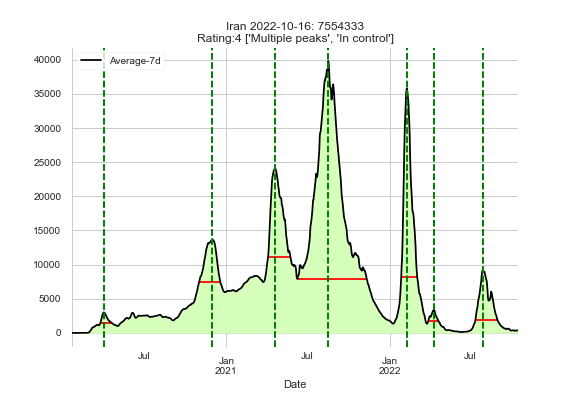 Iran 2022-10-16: 7554333
Rating:4 ['Multiple peaks', 'In control']
Average-7d
40000
35000
30000
25000
20000
15000
10000
5000
0
Jul
Jan
2021
Jul
Jan
2022
Jul
Date